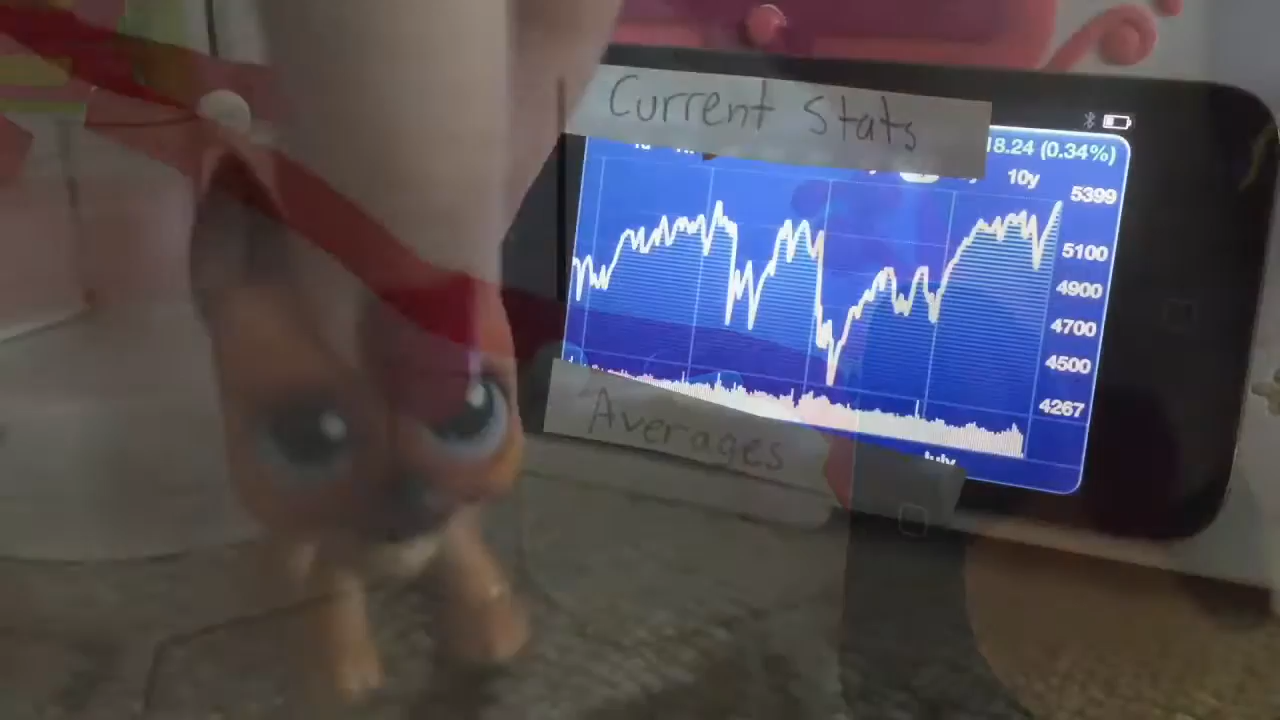 Current Stats
18.24 (0.34%)
10y
5399
5100
4900
4700
4500
4267
Averages
July